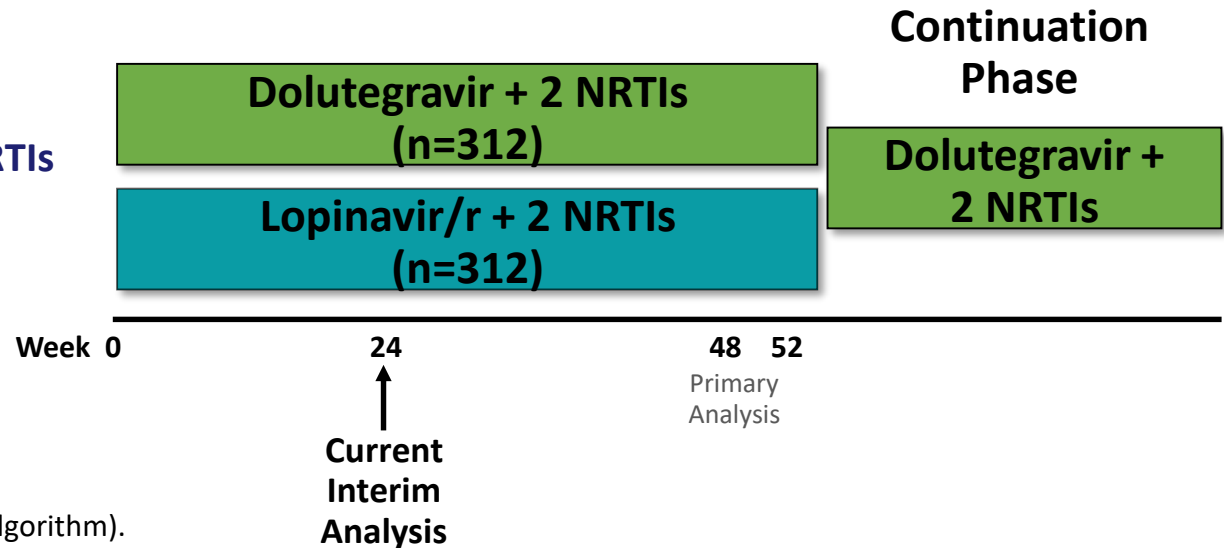 Continuation
Phase
Dolutegravir + 2 NRTIs
(n=312)
RTIs
Lopinavir/r + 2 NRTIs
(n=312)
Dolutegravir +
2 NRTIs
Week 0 24 48 52
Primary
Analysis
Current
Interim
Analysis
lgorithm).